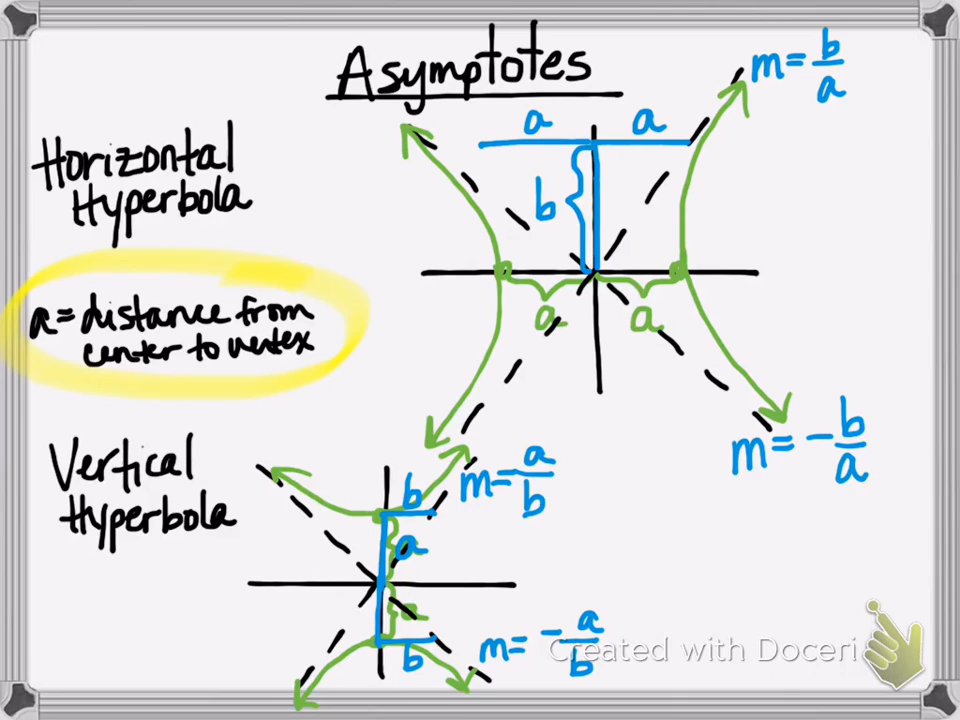 Asymptotes
m = b/a
Horizontal
Hyperbola
a
a
b
a = distance from
center to vertex
a
a
m = -b/a
Vertical
Hyperbola
m = a/b
b
a
a
b
m = -a/b
Created with Doceri